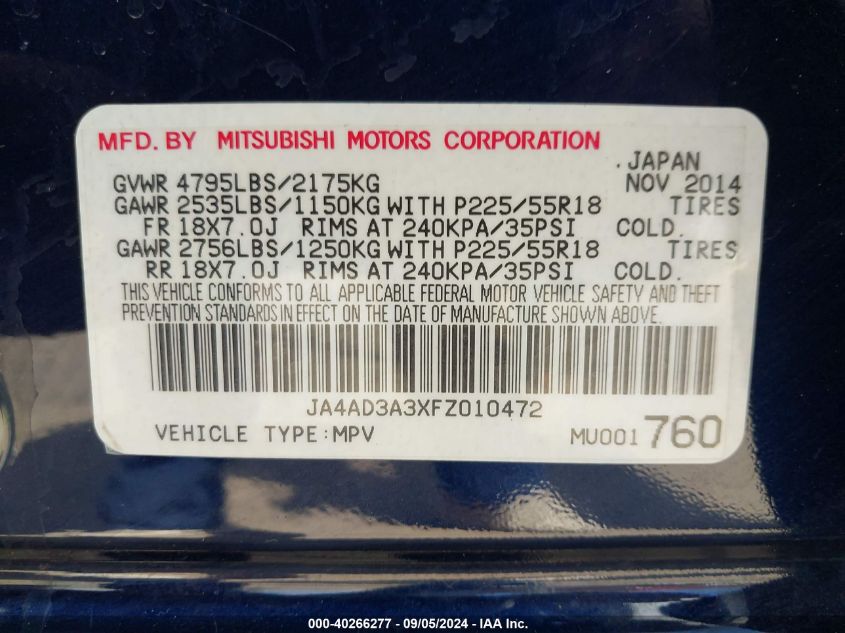 MFD. BY MITSUBISHI MOTORS CORPORATION
.JAPAN
GVWR 4795LBS/2175KG NOV 2014
GAWR 2535LBS/1150KG WITH P225/55R18 TIRES
FR 18X7.0J RIMS AT 240KPA/35PSI COLD.
GAWR 2756LBS/1250KG WITH P225/55R18 TIRES
RR 18X7.0J RIMS AT 240KPA/35PSI COLD.
THIS VEHICLE CONFORMS TO ALL APPLICABLE FEDERAL MOTOR VEHICLE SAFETY AND THEFT
PREVENTION STANDARDS IN EFFECT ON THE DATE OF MANUFACTURE SHOWN ABOVE.
JA4AD3A3XFZ010472
VEHICLE TYPE:MPV MU001 760
000-40266277 - 09/05/2024 - IAA Inc.